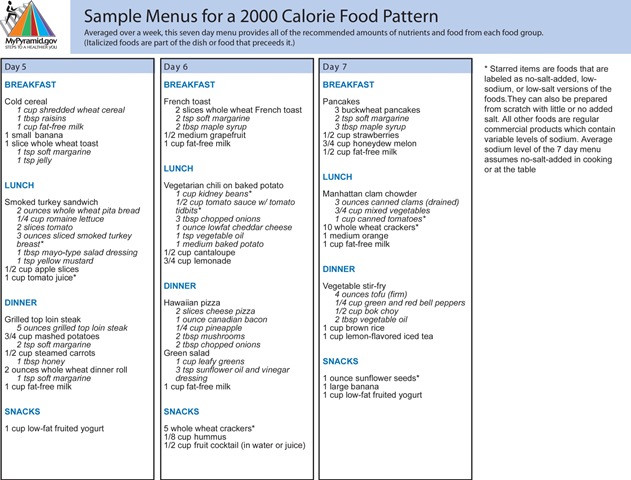 MyPyramid.gov
STEPS TO A HEALTHIER YOU
Sample Menus for a 2000 Calorie Food Pattern
Averaged over a week, this seven day menu provides all of the recommended amounts of nutrients and food from each food group.
(Italicized foods are part of the dish or food that preceeds it.)
Day 5
BREAKFAST
Cold cereal
1 cup shredded wheat cereal
1 tbsp raisins
1 cup fat-free milk
1 small banana
1 slice whole wheat toast
1 tsp soft margarine
1 tsp jelly
LUNCH
Smoked turkey sandwich
2 ounces whole wheat pita bread
1/4 cup romaine lettuce
2 slices tomato
3 ounces sliced smoked turkey
breast*
1 tbsp mayo-type salad dressing
1 tsp yellow mustard
1/2 cup apple slices
1 cup tomato juice*
DINNER
Grilled top loin steak
5 ounces grilled top loin steak
3/4 cup mashed potatoes
2 tsp soft margarine
1/2 cup steamed carrots
1 tbsp honey
2 ounces whole wheat dinner roll
1 tsp soft margarine
1 cup fat-free milk
SNACKS
1 cup low-fat fruited yogurt
Day 6
BREAKFAST
French toast
2 slices whole wheat French toast
2 tsp soft margarine
2 tbsp maple syrup
1/2 medium grapefruit
1 cup fat-free milk
LUNCH
Vegetarian chili on baked potato
1 cup kidney beans*
1/2 cup tomato sauce w/ tomato
tidbits*
3 tbsp chopped onions
1 ounce lowfat cheddar cheese
1 tsp vegetable oil
1 medium baked potato
1/2 cup cantaloupe
3/4 cup lemonade
DINNER
Hawaiian pizza
2 slices cheese pizza
1 ounce canadian bacon
1/4 cup pineapple
2 tbsp mushrooms
2 tbsp chopped onions
Green salad
1 cup leafy greens
3 tsp sunflower oil and vinegar
dressing
1 cup fat-free milk
SNACKS
5 whole wheat crackers*
1/8 cup hummus
1/2 cup fruit cocktail (in water or juice)
Day 7
BREAKFAST
Pancakes
3 buckwheat pancakes
2 tsp soft margarine
3 tbsp maple syrup
1/2 cup strawberries
3/4 cup honeydew melon
1/2 cup fat-free milk
LUNCH
Manhattan clam chowder
3 ounces canned clams (drained)
3/4 cup mixed vegetables
1 cup canned tomatoes*
10 whole wheat crackers*
1 medium orange
1 cup fat-free milk
DINNER
Vegetable stir-fry
4 ounces tofu (firm)
1/4 cup green and red bell peppers
1/2 cup bok choy
2 tbsp vegetable oil
1 cup brown rice
1 cup lemon-flavored iced tea
SNACKS
1 ounce sunflower seeds*
1 large banana
1 cup low-fat fruited yogurt
* Starred items are foods that are
labeled as no-salt-added, low-
sodium, or low-salt versions of the
foods.They can also be prepared
from scratch with little or no added
salt. All other foods are regular
commercial products which contain
variable levels of sodium. Average
sodium level of the 7 day menu
assumes no-salt-added in cooking
or at the table